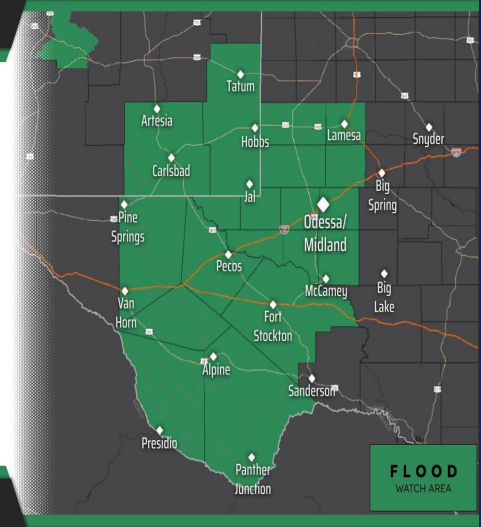 Tatum
Artesia
Hobbs
Lamesa
Snyder
Carlsbad
Jal
Big
Spring
Pine
Springs
Odessa/
Midland
Pecos
McCamey
Big
Lake
Van
Horn
Fort
Stockton
Alpine
Sanderson
Presidio
Panther
Junction
FLOOD
WATCH AREA